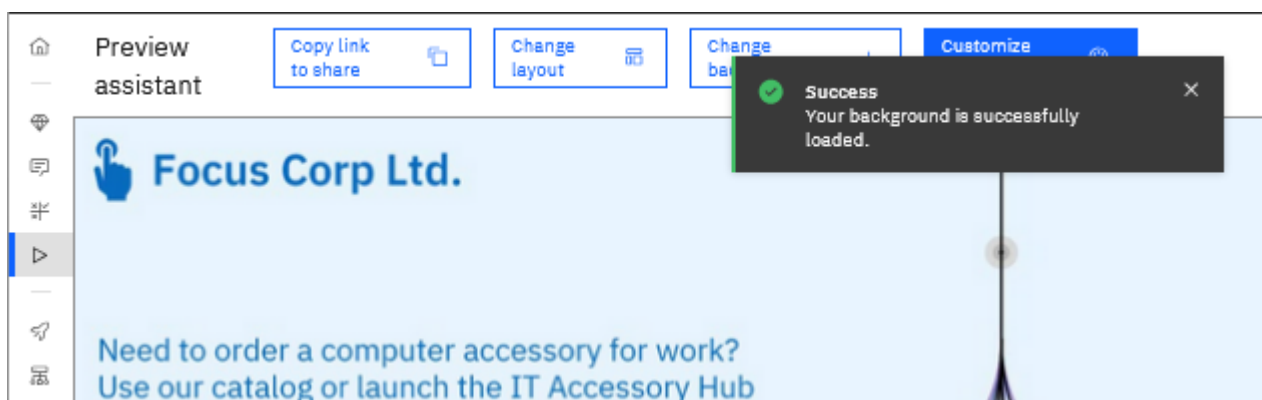 Preview
assistant
Copy link
to share
Change
layout
Change
Customize
Success
Your background is successfully
loaded.
Focus Corp Ltd.
Need to order a computer accessory for work?
Use our catalog or launch the IT Accessory Hub